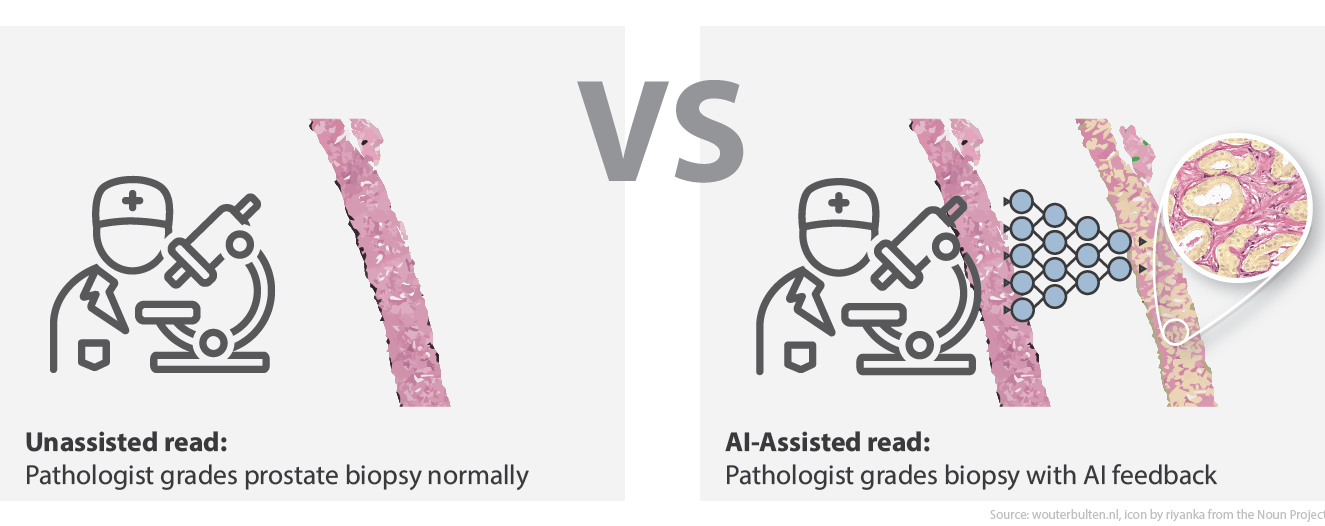 VS
Unassisted read:
Pathologist grades prostate biopsy normally
AI-Assisted read:
Pathologist grades biopsy with AI feedback
Source: wouterbulten.nl, icon by riyanka from the Noun Project